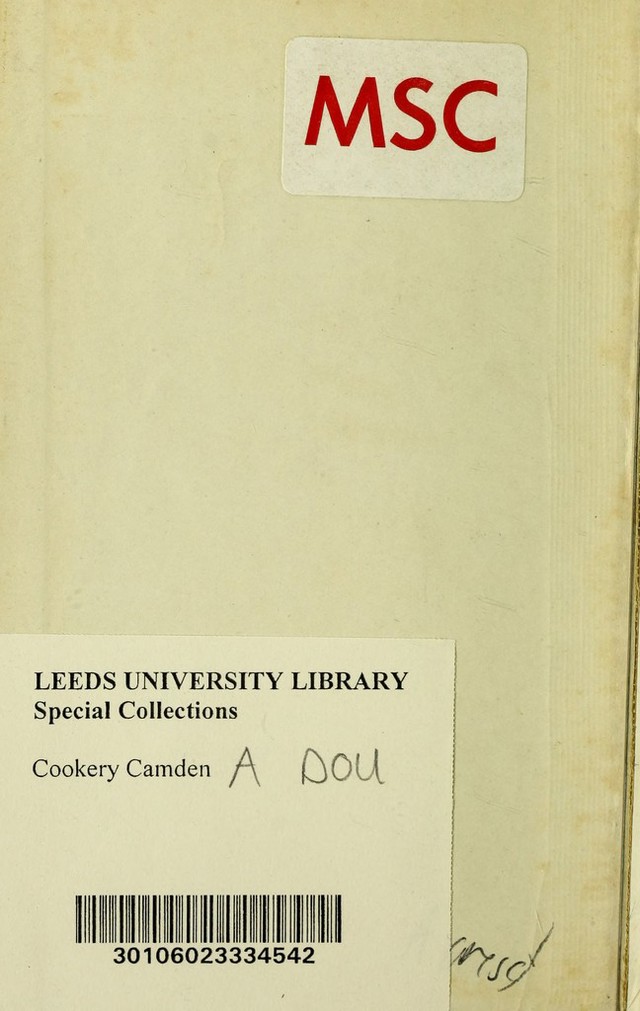 MSC
LEEDS UNIVERSITY LIBRARY
Special Collections
Cookery Camden A DOU
30106023334542